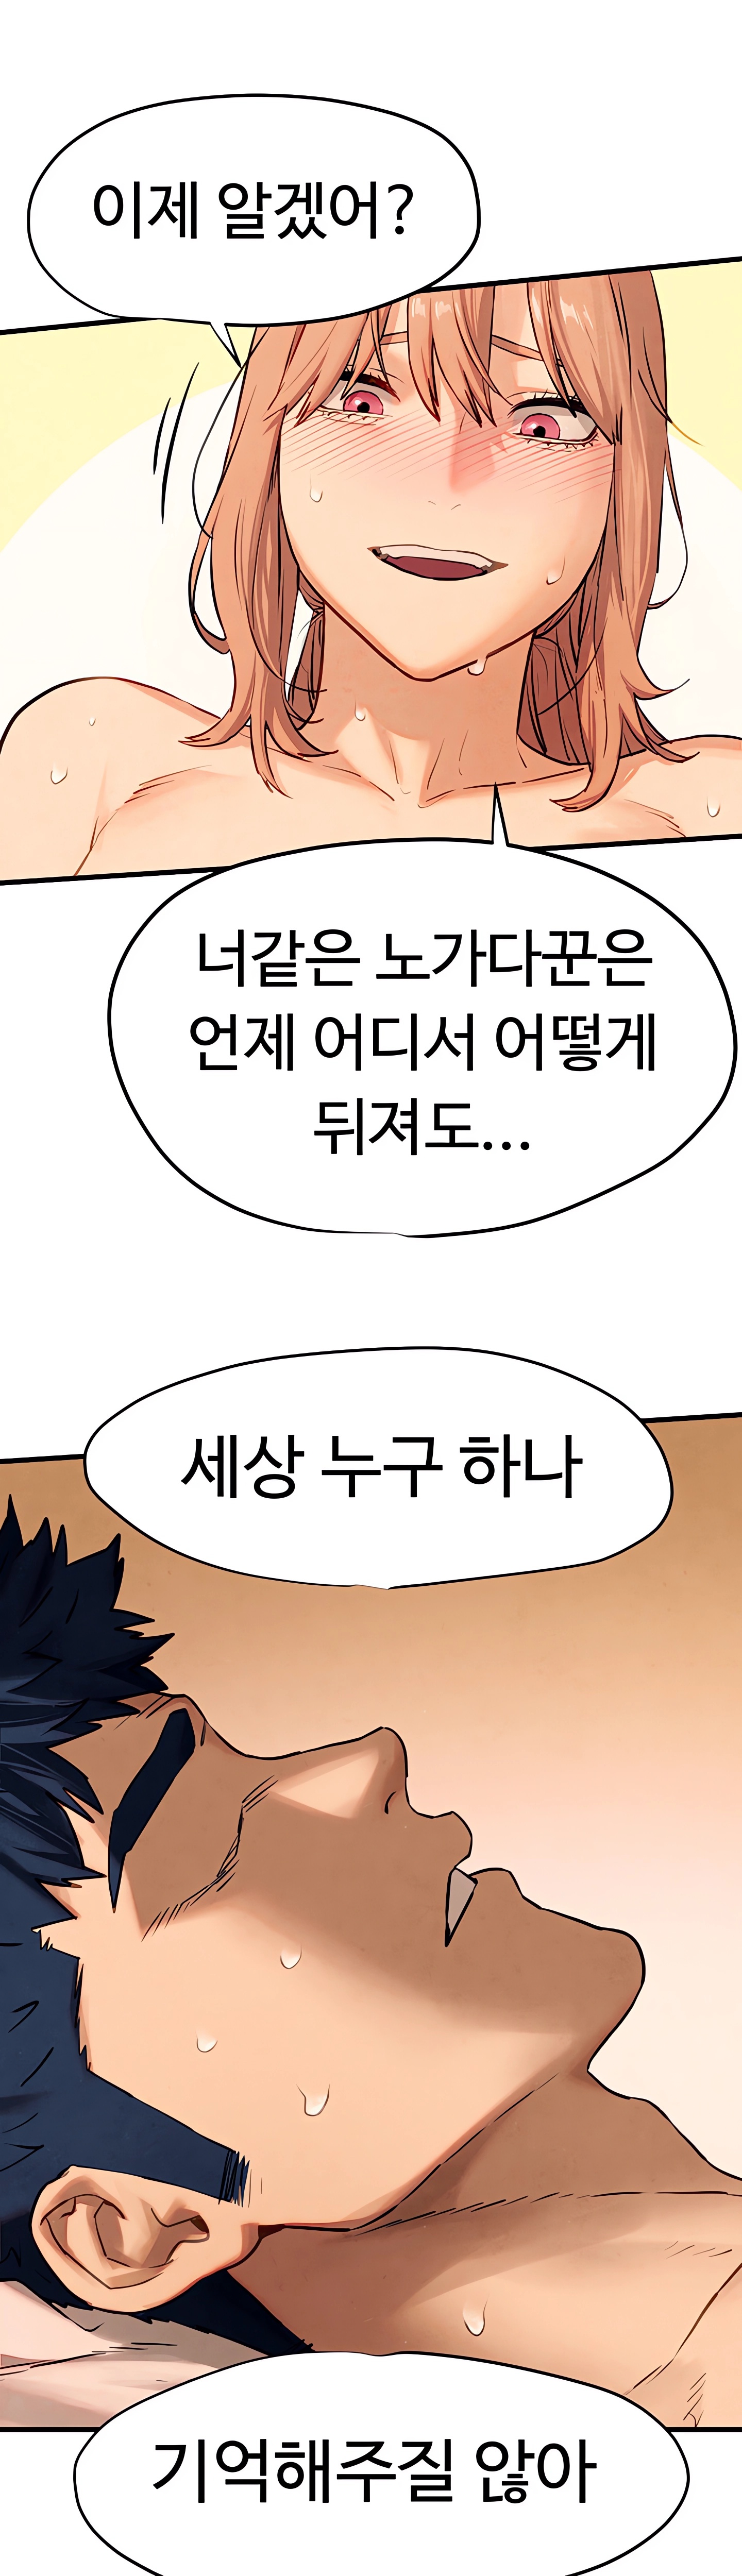 이제 알겠어?
너같은 노가다꾼은
언제 어디서 어떻게
뒤져도...
세상 누구 하나
기억해주질 않아